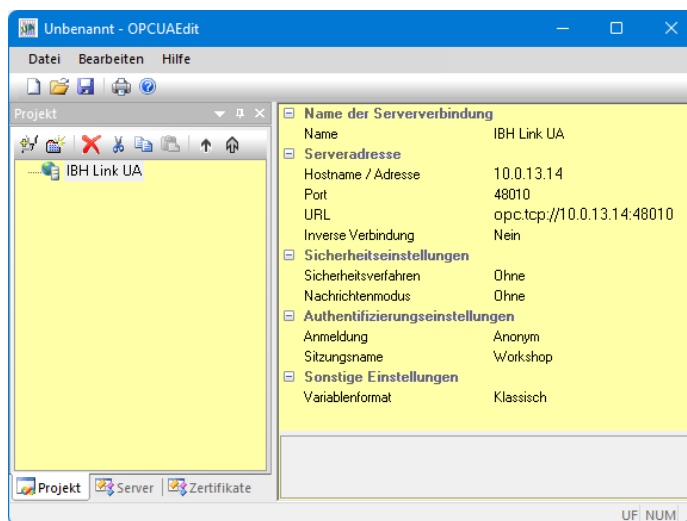 Unbenannt - OPCUAEdit
Datei Bearbeiten Hilfe
Projekt
IBH Link UA
Name der Serververbindung
Name IBH Link UA
Serveradresse
Hostname / Adresse 10.0.13.14
Port 48010
URL opc.tcp://10.0.13.14:48010
Inverse Verbindung Nein
Sicherheitseinstellungen
Sicherheitsverfahren Ohne
Nachrichtenmodus Ohne
Authentifizierungseinstellungen
Anmeldung Anonym
Sitzungsname Workshop
Sonstige Einstellungen
Variablenformat Klassisch
Projekt Server Zertifikate
UF NUM